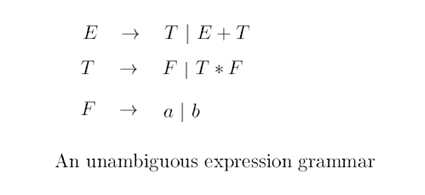 E → T | E + T
T → F | T ∗ F
F → a | b
An unambiguous expression grammar